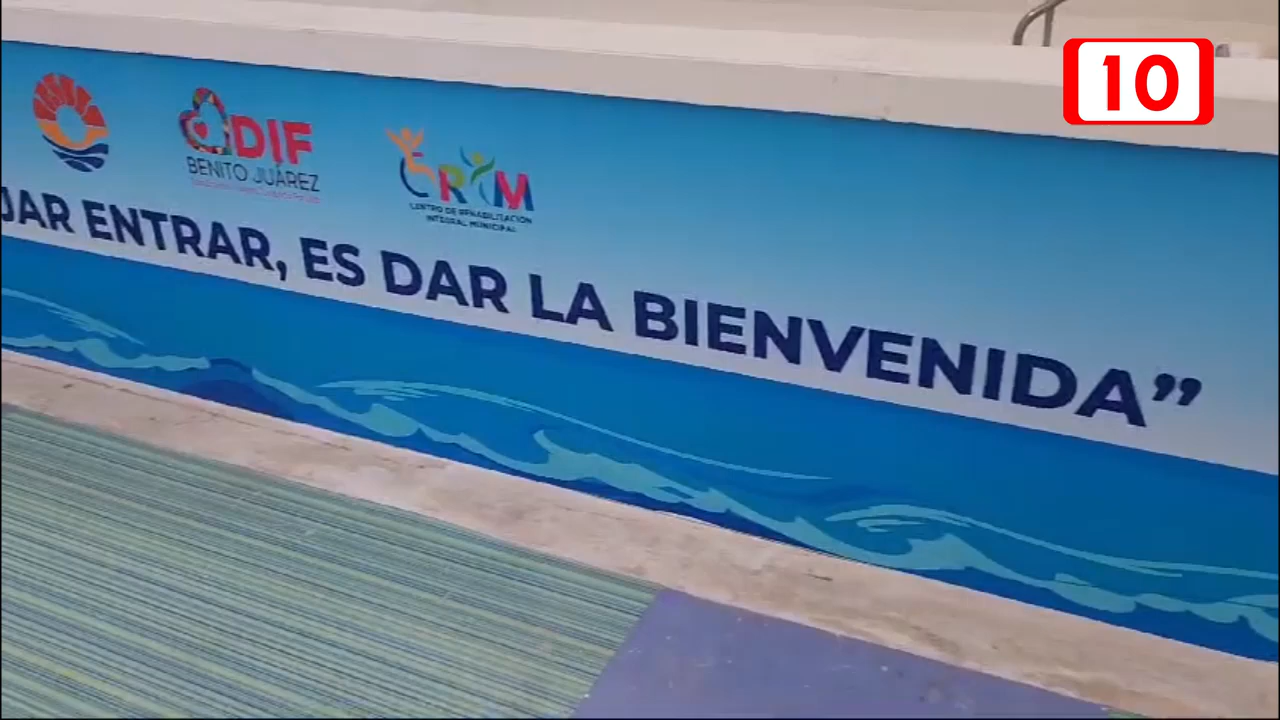 10
DIF
BENITO JUÁREZ
CRIM
CENTRO DE REHABILITACIÓN
INTEGRAL MUNICIPAL
JAR ENTRAR, ES DAR LA BIENVENIDA”